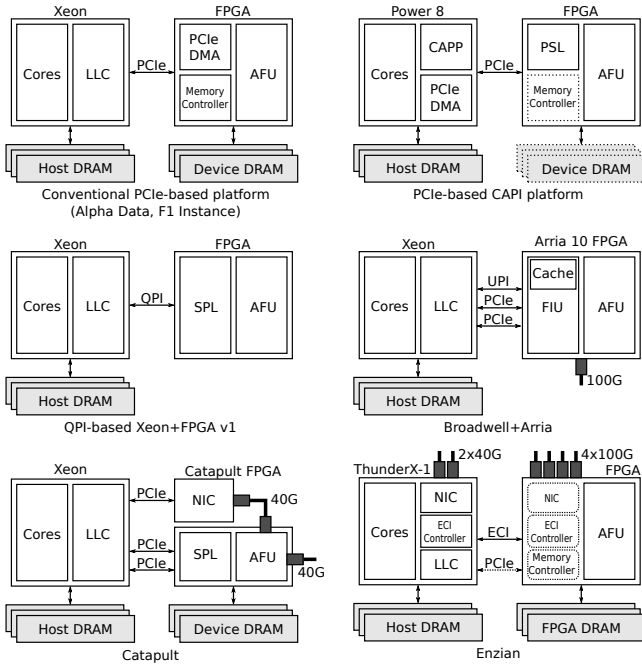 Xeon
FPGA
Cores
LLC
PCIe
PCIe
DMA
Memory
Controller
AFU
Host DRAM
Device DRAM
Conventional PCIe-based platform
(Alpha Data, F1 Instance)
Power 8
FPGA
Cores
CAPP
PCIe
DMA
PCIe
PSL
Memory
Controller
AFU
Host DRAM
Device DRAM
PCIe-based CAPI platform
Xeon
FPGA
Cores
LLC
QPI
SPL
AFU
Host DRAM
QPI-based Xeon+FPGA v1
Xeon
Arria 10 FPGA
Cores
LLC
UPI
PCIe
PCIe
Cache
FIU
AFU
100G
Host DRAM
Broadwell+Arria
Xeon
Catapult FPGA
Cores
LLC
PCIe
NIC
40G
PCIe
PCIe
SPL
AFU
40G
Host DRAM
Device DRAM
Catapult
ThunderX-1
2x40G
4x100G
FPGA
Cores
NIC
ECI
Controller
LLC
ECI
PCIe
NIC
ECI
Controller
Memory
Controller
AFU
Host DRAM
FPGA DRAM
Enzian